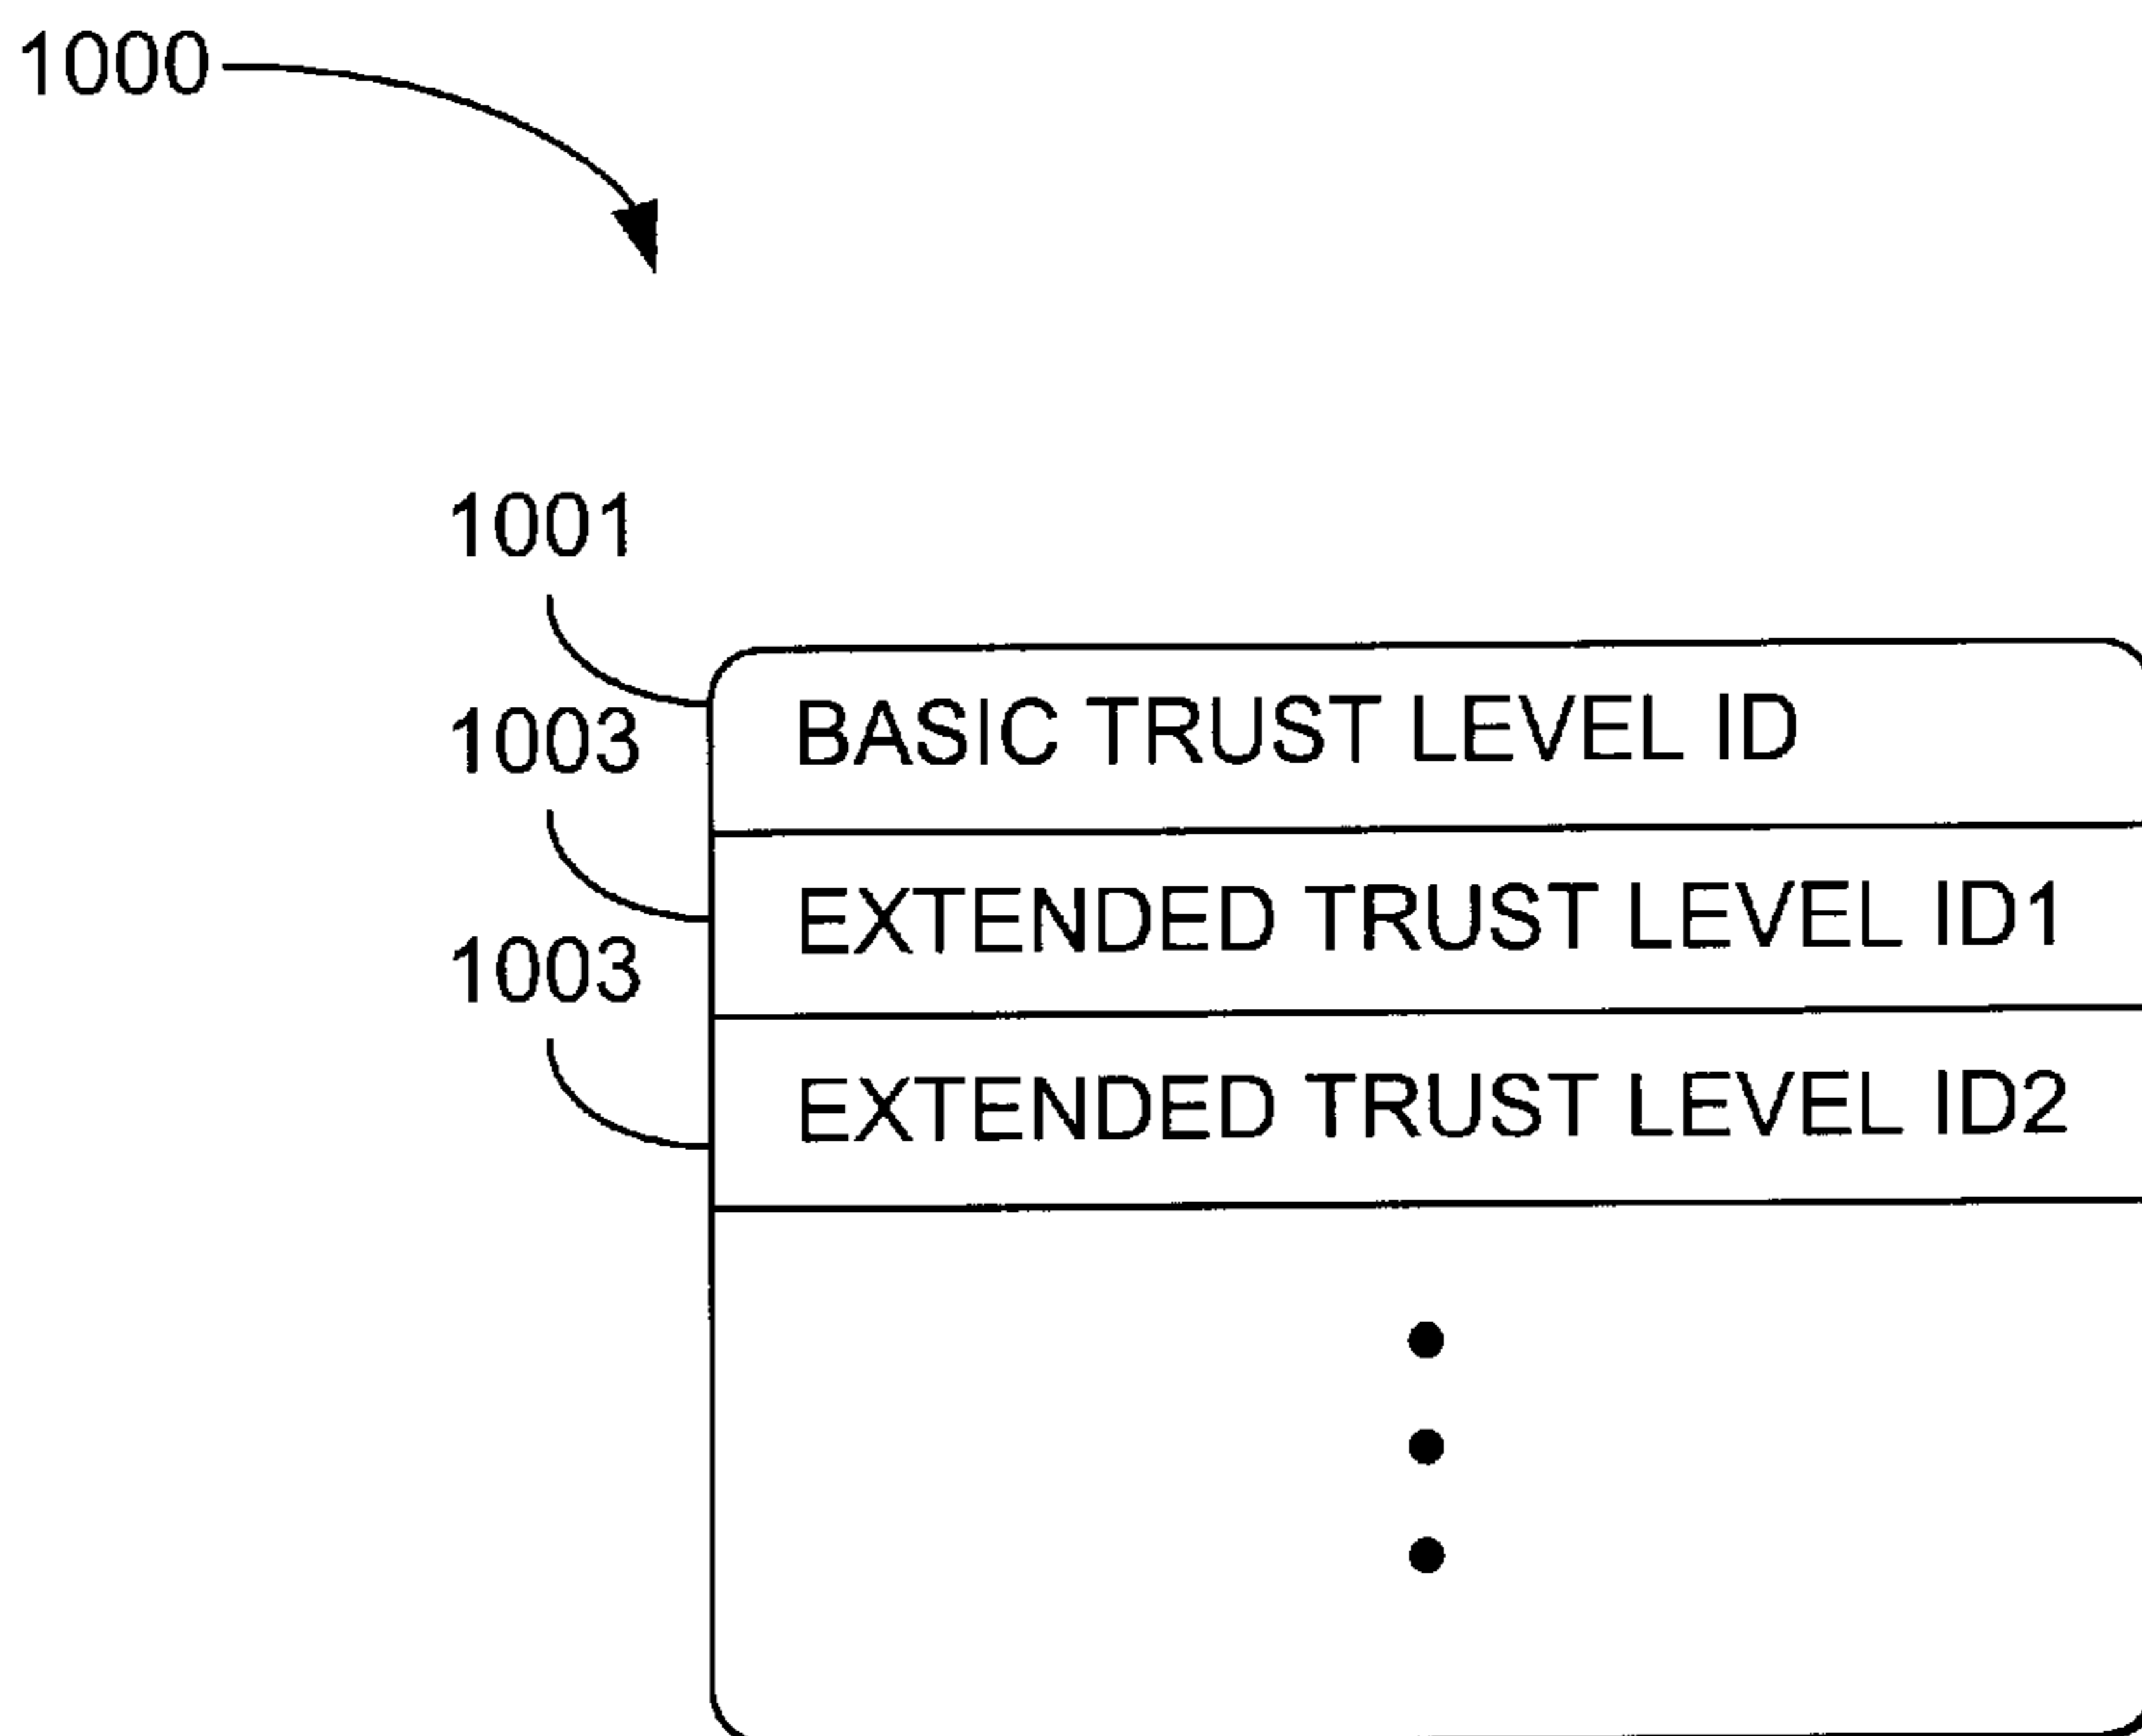 1000
1001
BASIC TRUST LEVEL ID
1003
EXTENDED TRUST LEVEL ID1
1003
EXTENDED TRUST LEVEL ID2